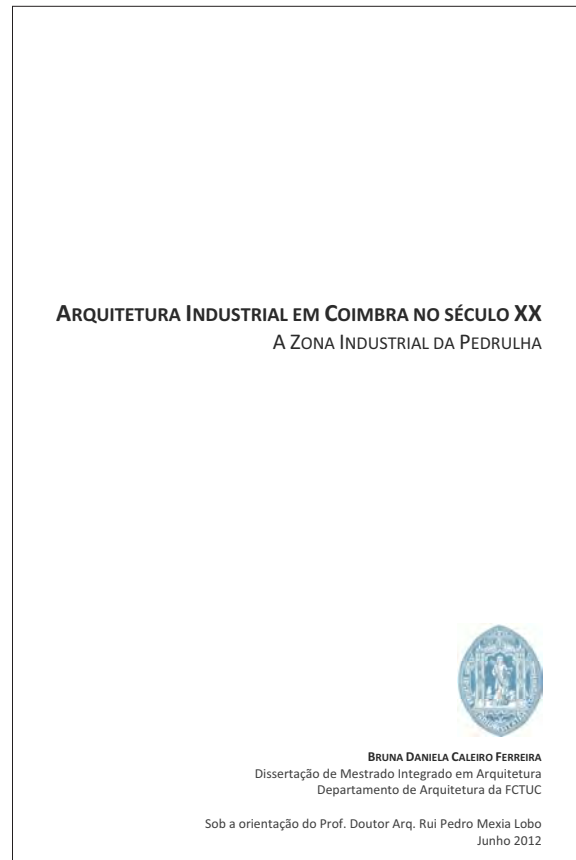 ARQUITETURA INDUSTRIAL EM COIMBRA NO SÉCULO XX
A ZONA INDUSTRIAL DA PEDRULHA
BRUNA DANIELA CALEIRO FERREIRA
Dissertação de Mestrado Integrado em Arquitetura
Departamento de Arquitetura da FCTUC
Sob a orientação do Prof. Doutor Arq. Rui Pedro Mexia Lobo
Junho 2012